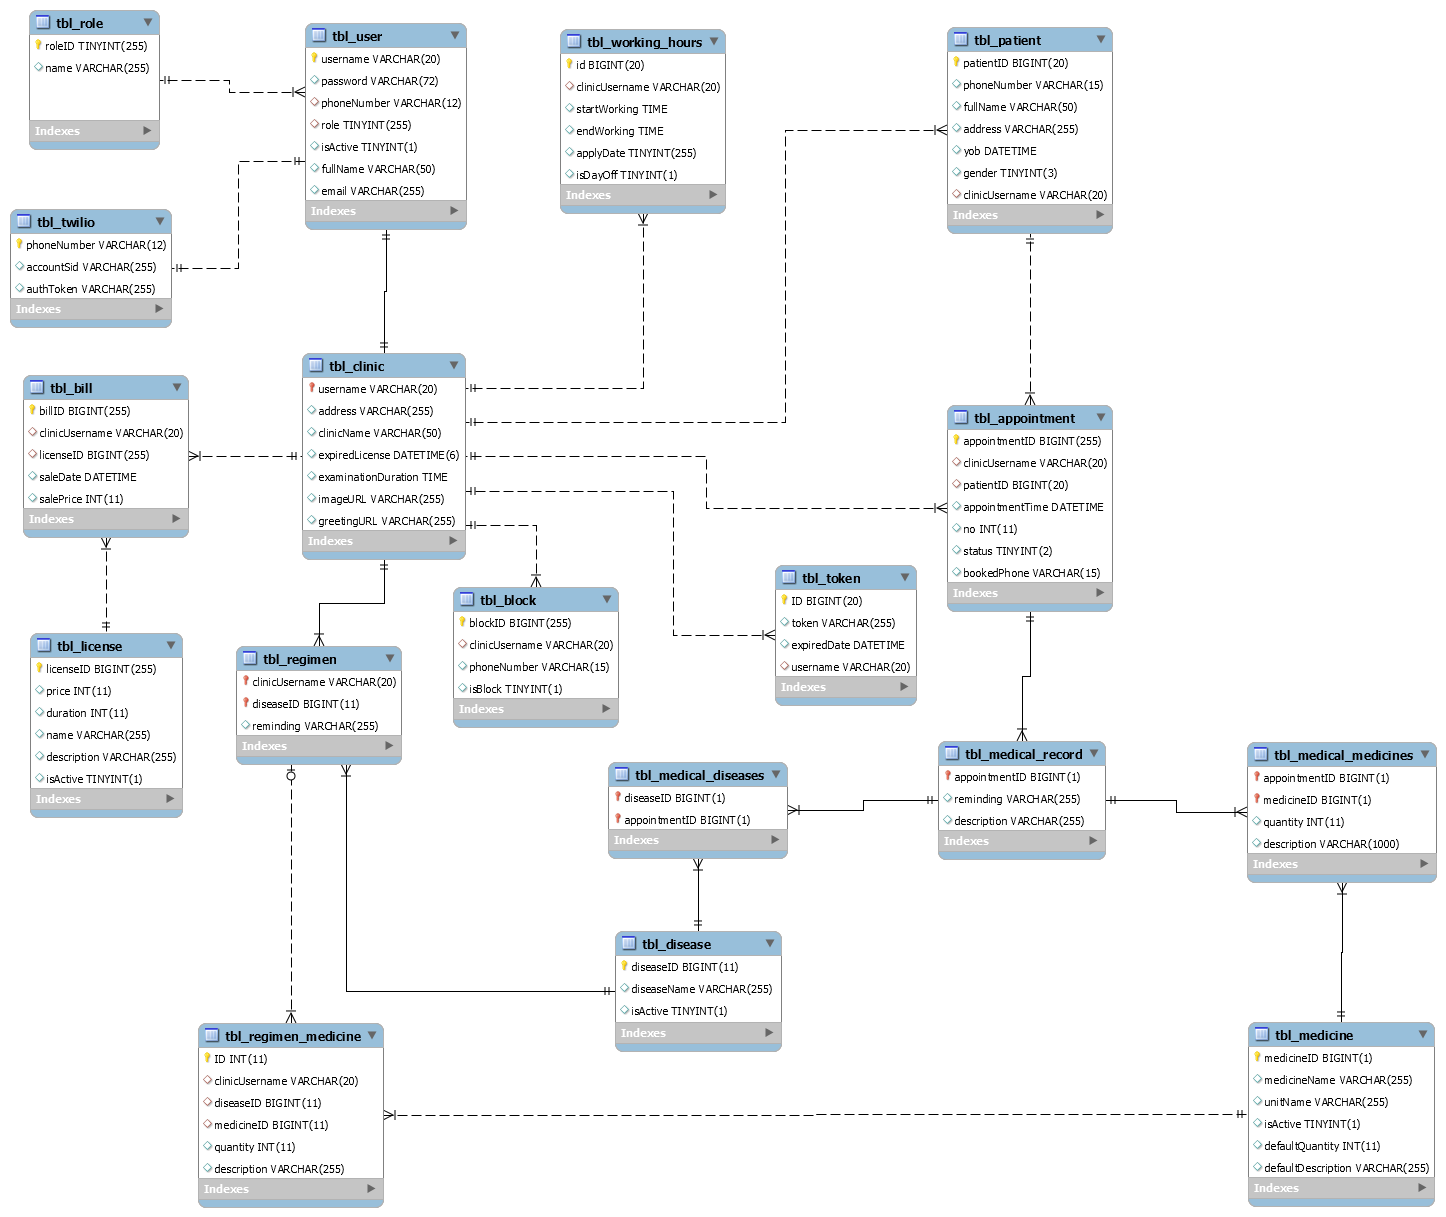 tbl_role
roleID TINYINT(255)
name VARCHAR(255)
Indexes
tbl_user
username VARCHAR(20)
password VARCHAR(72)
phoneNumber VARCHAR(12)
role TINYINT(255)
isActive TINYINT(1)
fullName VARCHAR(50)
email VARCHAR(255)
Indexes
tbl_working_hours
id BIGINT(20)
clinicUsername VARCHAR(20)
startWorking TIME
endWorking TIME
applyDate TINYINT(255)
isDayOff TINYINT(1)
Indexes
tbl_patient
patientID BIGINT(20)
phoneNumber VARCHAR(15)
fullName VARCHAR(50)
address VARCHAR(255)
yob DATETIME
gender TINYINT(3)
clinicUsername VARCHAR(20)
Indexes
tbl_twilio
phoneNumber VARCHAR(12)
accountSid VARCHAR(255)
authToken VARCHAR(255)
Indexes
tbl_bill
billID BIGINT(255)
clinicUsername VARCHAR(20)
licenseID BIGINT(255)
saleDate DATETIME
salePrice INT(11)
Indexes
tbl_clinic
username VARCHAR(20)
address VARCHAR(255)
clinicName VARCHAR(50)
expiredLicense DATETIME(6)
examinationDuration TIME
imageURL VARCHAR(255)
greetingURL VARCHAR(255)
Indexes
tbl_appointment
appointmentID BIGINT(255)
clinicUsername VARCHAR(20)
patientID BIGINT(20)
appointmentTime DATETIME
no INT(11)
status TINYINT(2)
bookedPhone VARCHAR(15)
Indexes
tbl_block
blockID BIGINT(255)
clinicUsername VARCHAR(20)
phoneNumber VARCHAR(15)
isBlock TINYINT(1)
Indexes
tbl_token
ID BIGINT(20)
token VARCHAR(255)
expiredDate DATETIME
username VARCHAR(20)
Indexes
tbl_license
licenseID BIGINT(255)
price INT(11)
duration INT(11)
name VARCHAR(255)
description VARCHAR(255)
isActive TINYINT(1)
Indexes
tbl_regimen
clinicUsername VARCHAR(20)
diseaseID BIGINT(11)
reminding VARCHAR(255)
Indexes
tbl_medical_diseases
diseaseID BIGINT(1)
appointmentID BIGINT(1)
Indexes
tbl_medical_record
appointmentID BIGINT(1)
reminding VARCHAR(255)
description VARCHAR(255)
Indexes
tbl_medical_medicines
appointmentID BIGINT(1)
medicineID BIGINT(1)
quantity INT(11)
description VARCHAR(1000)
Indexes
tbl_disease
diseaseID BIGINT(11)
diseaseName VARCHAR(255)
isActive TINYINT(1)
Indexes
tbl_regimen_medicine
ID INT(11)
clinicUsername VARCHAR(20)
diseaseID BIGINT(11)
medicineID BIGINT(11)
quantity INT(11)
description VARCHAR(255)
Indexes
tbl_medicine
medicineID BIGINT(1)
medicineName VARCHAR(255)
unitName VARCHAR(255)
isActive TINYINT(1)
defaultQuantity INT(11)
defaultDescription VARCHAR(255)
Indexes